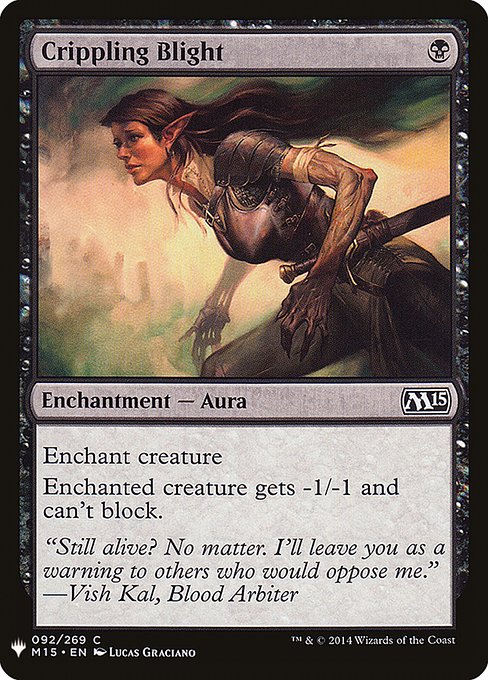 Crippling Blight
Enchantment — Aura
M15
Enchant creature
Enchanted creature gets -1/-1 and
can't block.
“Still alive? No matter. I'll leave you as a
warning to others who would oppose me.”
—Vish Kal, Blood Arbiter
092/269 C
M15 • EN Lucas Graciano
™ & © 2014 Wizards of the Coast